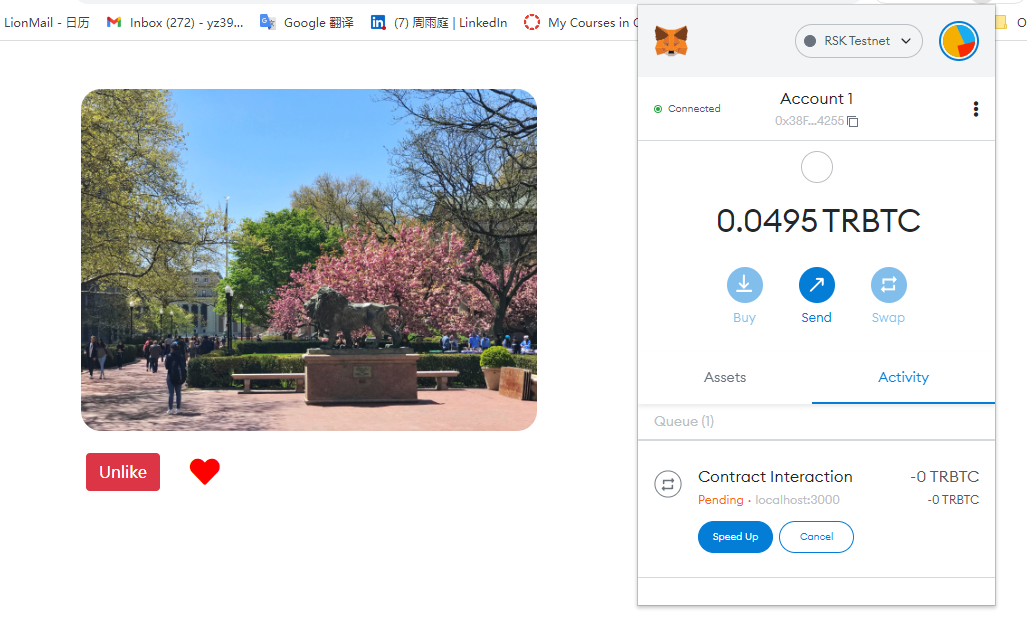 LionMail - 日历
Inbox (272) - yz39...
Google 翻译
(7) 周雨庭 | LinkedIn
My Courses in
O
RSK Testnet
Connected
Account 1
0x38F...4255
0.0495 TRBTC
Buy
Send
Swap
Assets
Activity
Queue (1)
Contract Interaction
-0 TRBTC
Pending · localhost:3000
-0 TRBTC
Speed Up
Cancel
Unlike